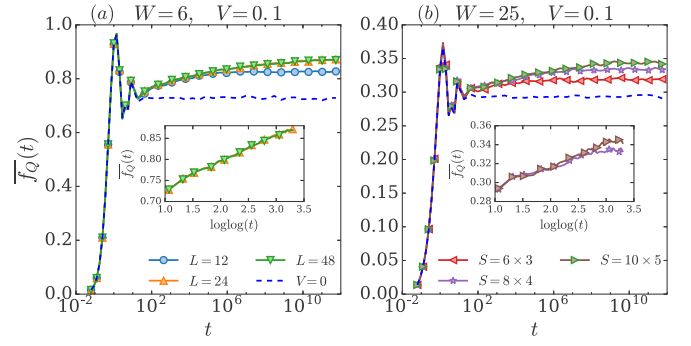 (a) W = 6, V = 0.1
1.0
0.8
0.6
0.4
0.2
0.0
f_Q(t)
0.85
0.80
0.75
0.70
f_Q(t)
1.0 1.5 2.0 2.5 3.0 3.5
loglog(t)
L = 12
L = 24
L = 48
V = 0
10^-2 10^2 10^6 10^10
t
(b) W = 25, V = 0.1
0.40
0.35
0.30
0.25
0.20
0.15
0.10
0.05
0.00
0.36
0.34
0.32
0.30
0.28
f_Q(t)
1.0 1.5 2.0 2.5 3.0 3.5
loglog(t)
S = 6 × 3
S = 8 × 4
S = 10 × 5
10^-2 10^2 10^6 10^10
t